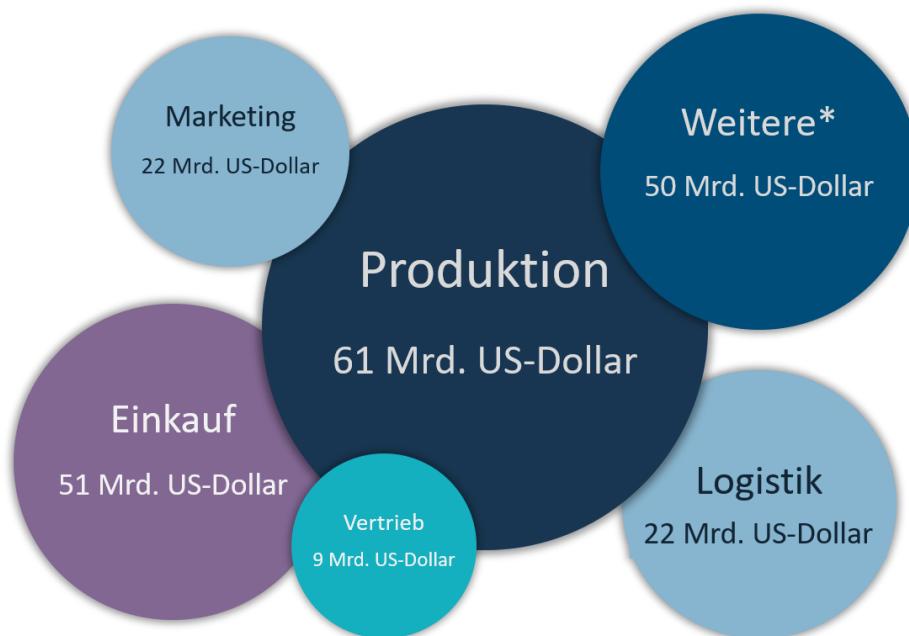 Marketing
22 Mrd. US-Dollar
Weitere*
50 Mrd. US-Dollar
Produktion
61 Mrd. US-Dollar
Einkauf
51 Mrd. US-Dollar
Logistik
22 Mrd. US-Dollar
Vertrieb
9 Mrd. US-Dollar